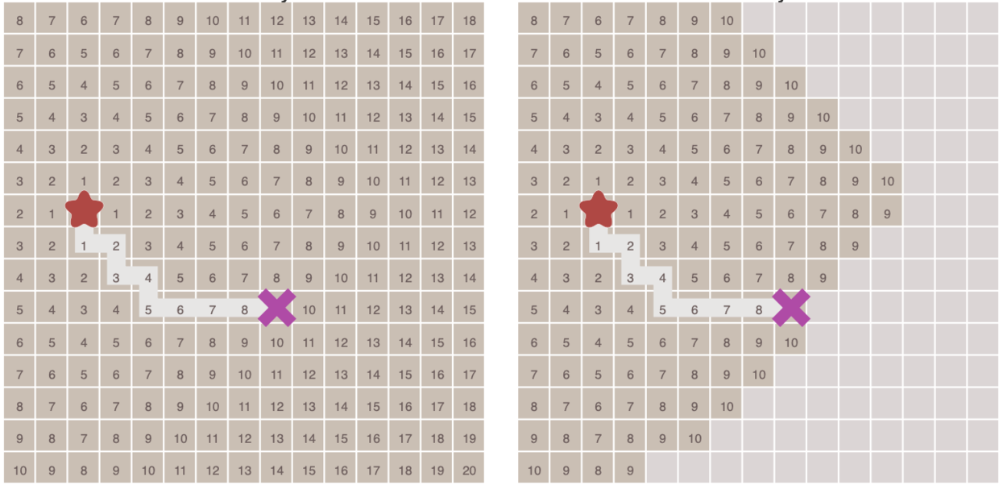 8 7 6 7 8 9 10 11 12 13 14 15 16 17 18
7 6 5 6 7 8 9 10 11 12 13 14 15 16 17
6 5 4 5 6 7 8 9 10 11 12 13 14 15 16
5 4 3 4 5 6 7 8 9 10 11 12 13 14 15
4 3 2 3 4 5 6 7 8 9 10 11 12 13 14
3 2 1 2 3 4 5 6 7 8 9 10 11 12 13
2 1 1 2 3 4 5 6 7 8 9 10 11 12
3 2 1 2 3 4 5 6 7 8 9 10 11 12 13
4 3 2 3 4 5 6 7 8 9 10 11 12 13 14
5 4 3 4 5 6 7 8 10 11 12 13 14 15
6 5 4 5 6 7 8 9 10 11 12 13 14 15 16
7 6 5 6 7 8 9 10 11 12 13 14 15 16 17
8 7 6 7 8 9 10 11 12 13 14 15 16 17 18
9 8 7 8 9 10 11 12 13 14 15 16 17 18 19
10 9 8 9 10 11 12 13 14 15 16 17 18 19 20
8 7 6 7 8 9 10
7 6 5 6 7 8 9 10
6 5 4 5 6 7 8 9 10
5 4 3 4 5 6 7 8 9 10
4 3 2 3 4 5 6 7 8 9 10
3 2 1 2 3 4 5 6 7 8 9 10
2 1 1 2 3 4 5 6 7 8 9
3 2 1 2 3 4 5 6 7 8 9
4 3 2 3 4 5 6 7 8 9
5 4 3 4 5 6 7 8
6 5 4 5 6 7 8 9 10
7 6 5 6 7 8 9 10
8 7 6 7 8 9 10
9 8 7 8 9 10
10 9 8 9